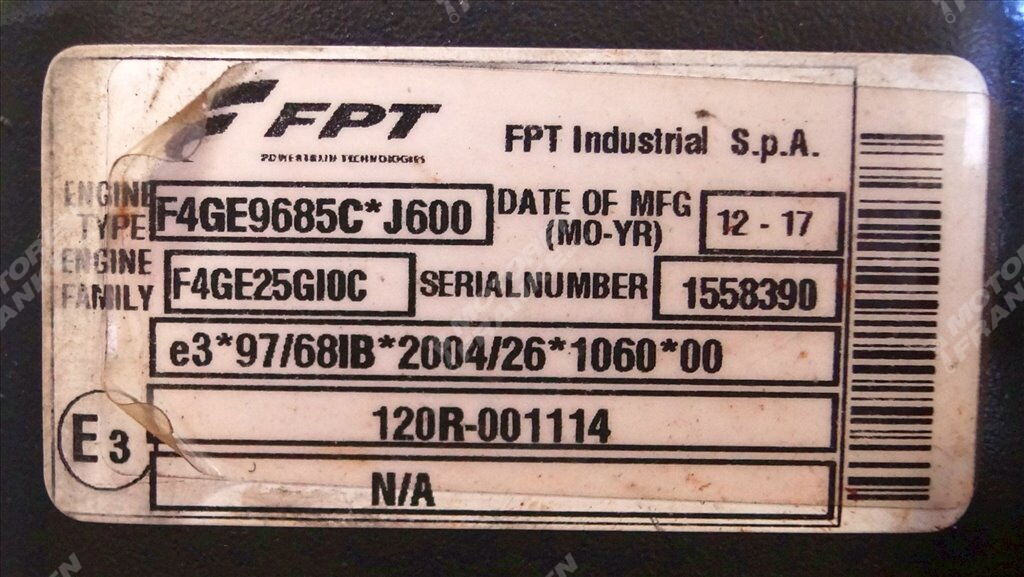 FPT
POWERTRAIN TECHNOLOGIES
FPT Industrial S.p.A.
ENGINE TYPE F4GE9685C*J600 DATE OF MFG (MO-YR) 12 - 17
ENGINE FAMILY F4GE25GI0C SERIALNUMBER 1558390
e3*97/68IB*2004/26*1060*00
120R-001114
E3
N/A